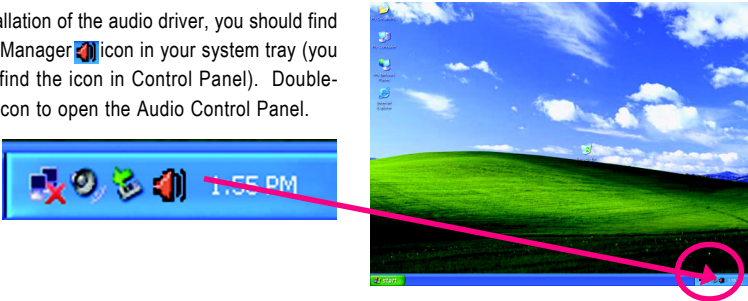 allation of the audio driver, you should find
Manager icon in your system tray (you
find the icon in Control Panel). Double-
con to open the Audio Control Panel.
1:55 PM
start